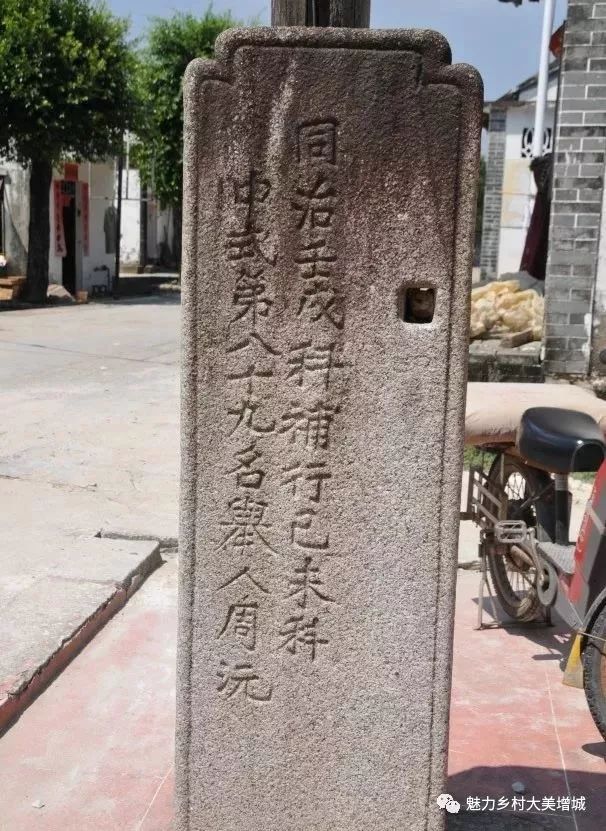 同治壬戌科補行己未科
中式第八十九名舉人周沅
魅力乡村大美增城